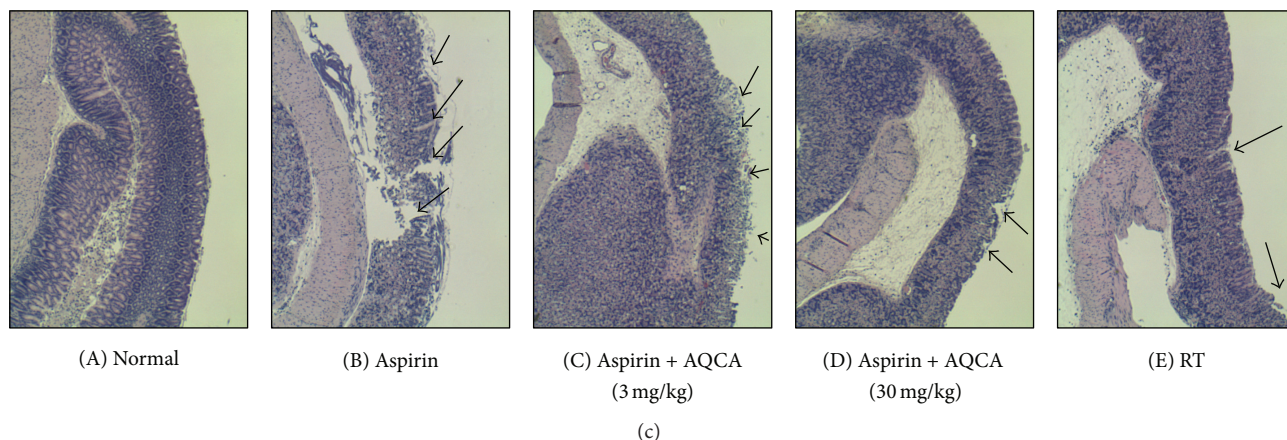 (A) Normal
(B) Aspirin
(C) Aspirin + AQCA
(3 mg/kg)
(D) Aspirin + AQCA
(30 mg/kg)
(E) RT
(c)